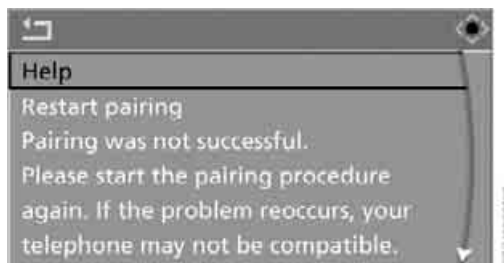 Help
Restart pairing
Pairing was not successful.
Please start the pairing procedure
again. If the problem reoccurs, your
telephone may not be compatible.